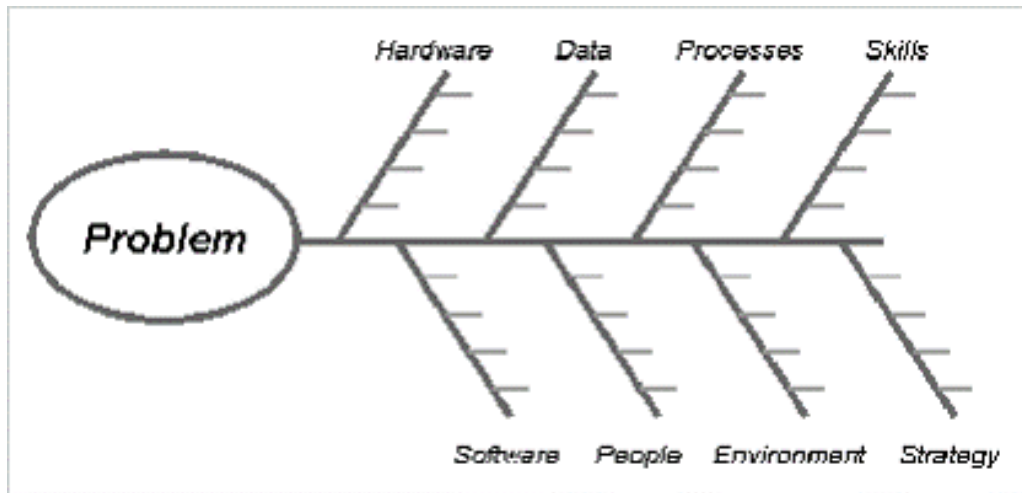 Hardware Data Processes Skills
Problem
Software People Environment Strategy